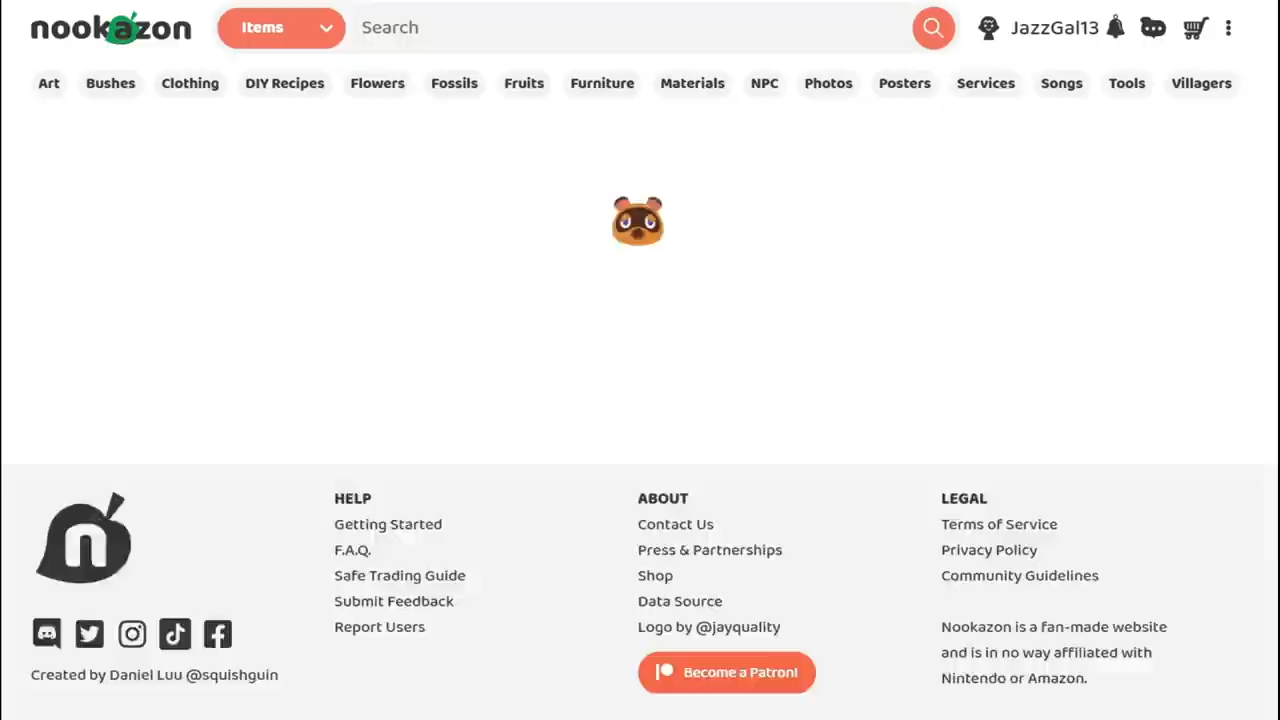 nookazon
Items
Search
JazzGal13
Art
Bushes
Clothing
DIY Recipes
Flowers
Fossils
Fruits
Furniture
Materials
NPC
Photos
Posters
Services
Songs
Tools
Villagers
n
Created by Daniel Luu @squishguin
HELP
Getting Started
F.A.Q.
Safe Trading Guide
Submit Feedback
Report Users
ABOUT
Contact Us
Press & Partnerships
Shop
Data Source
Logo by @jayquality
Become a Patron!
LEGAL
Terms of Service
Privacy Policy
Community Guidelines
Nookazon is a fan-made website
and is in no way affiliated with
Nintendo or Amazon.